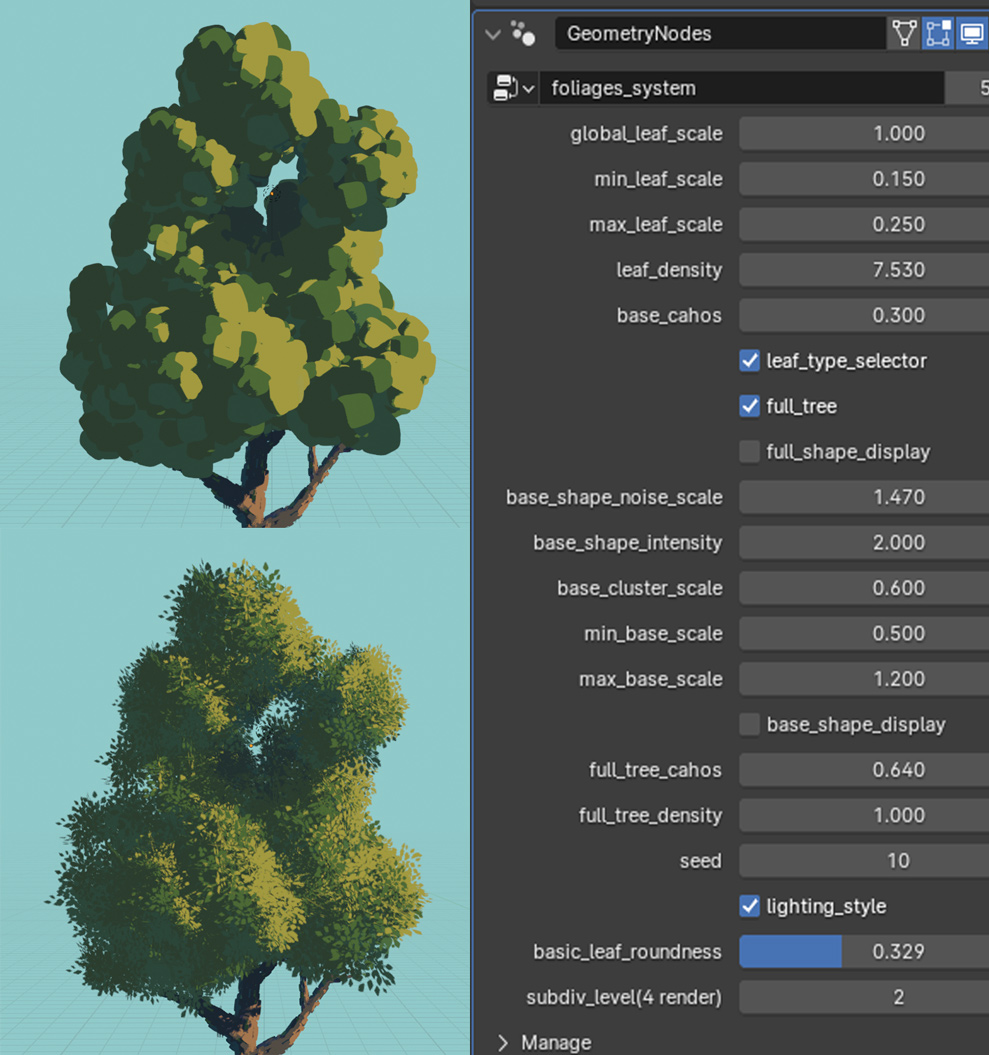 GeometryNodes
foliages_system 5
global_leaf_scale 1.000
min_leaf_scale 0.150
max_leaf_scale 0.250
leaf_density 7.530
base_cahos 0.300
leaf_type_selector
full_tree
full_shape_display
base_shape_noise_scale 1.470
base_shape_intensity 2.000
base_cluster_scale 0.600
min_base_scale 0.500
max_base_scale 1.200
base_shape_display
full_tree_cahos 0.640
full_tree_density 1.000
seed 10
lighting_style
basic_leaf_roundness 0.329
subdiv_level(4 render) 2
Manage